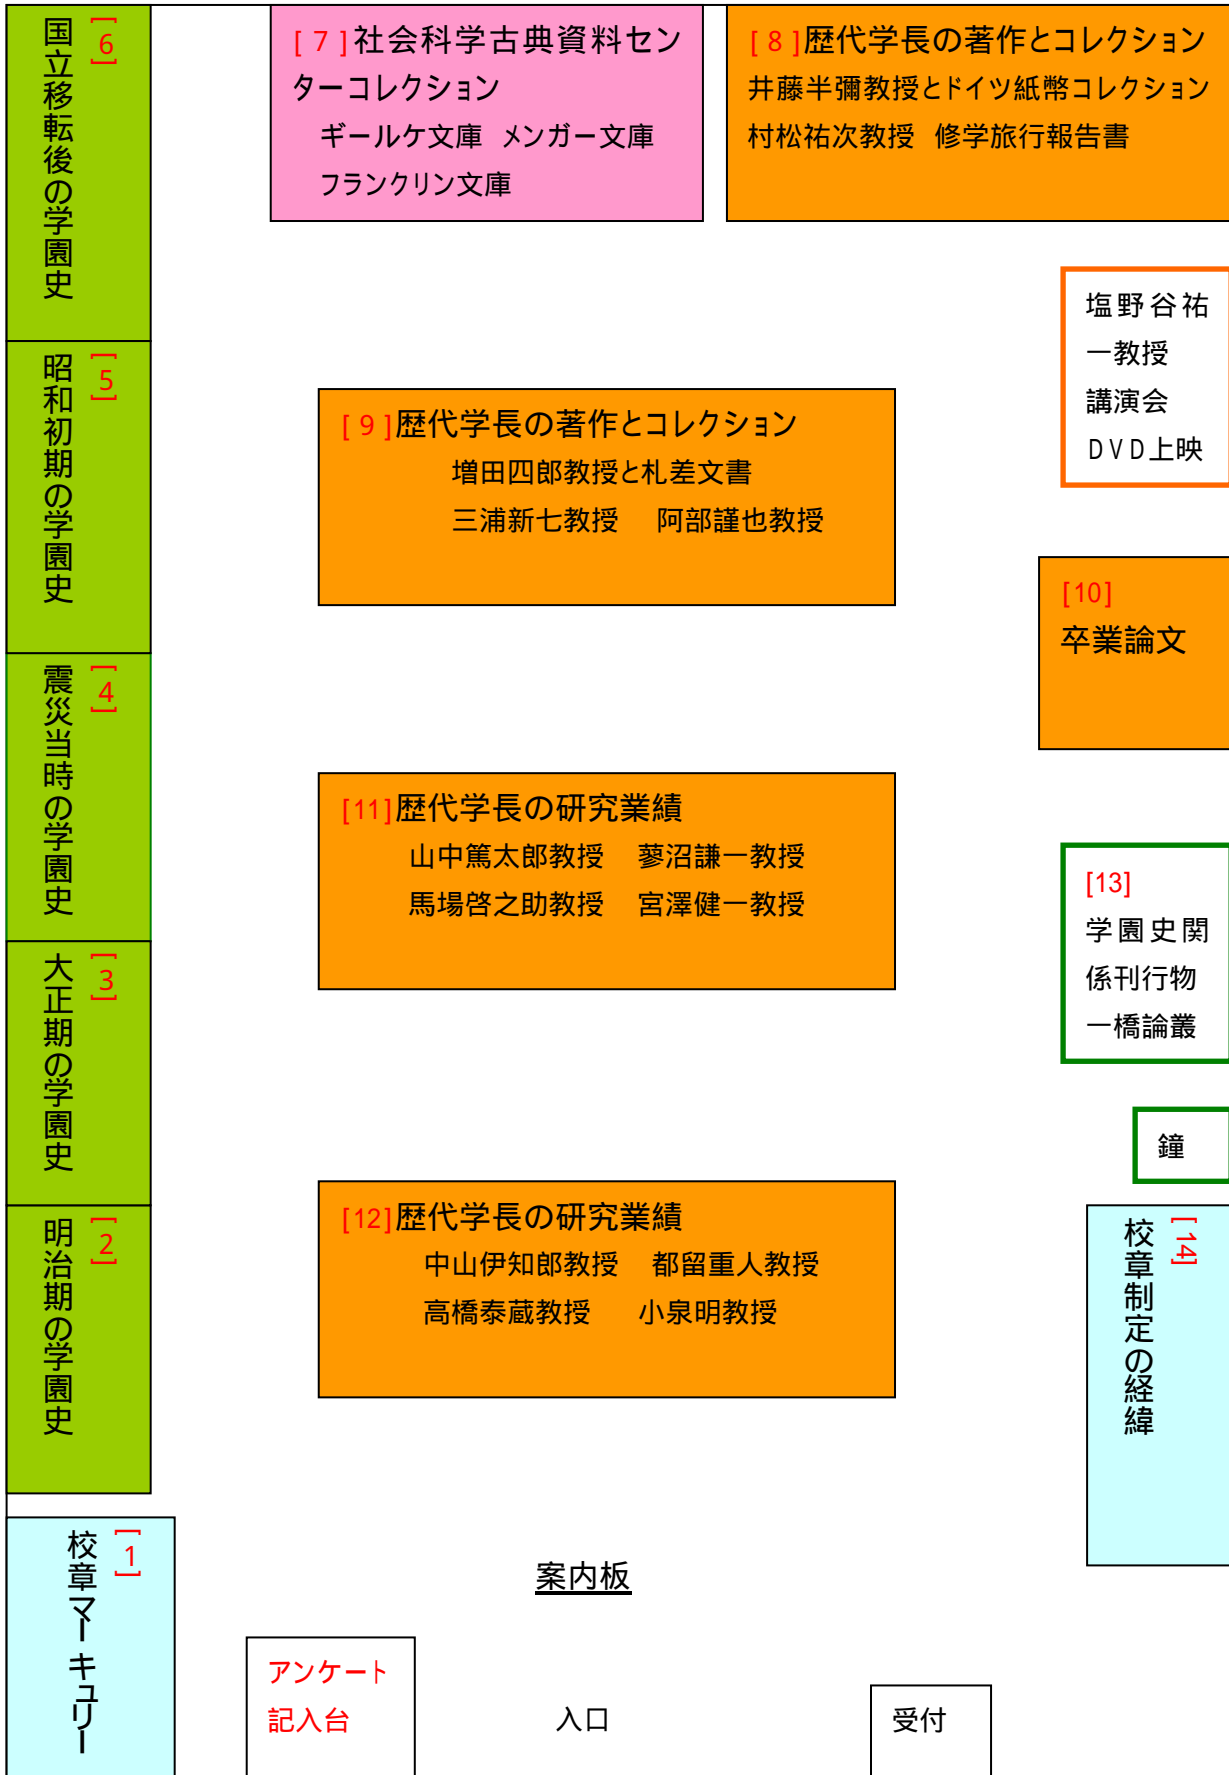 [6]
国立移転後の学園史
[ 7 ]社会科学古典資料セン
ターコレクション
ギールケ文庫 メンガー文庫
フランクリン文庫
[ 8 ]歴代学長の著作とコレクション
井藤半彌教授とドイツ紙幣コレクション
村松祐次教授 修学旅行報告書
塩野谷祐
一教授
講演会
DVD上映
[5]
昭和初期の学園史
[ 9 ]歴代学長の著作とコレクション
増田四郎教授と札差文書
三浦新七教授 阿部謹也教授
[10]
卒業論文
[4]
震災当時の学園史
[11]歴代学長の研究業績
山中篤太郎教授 蓼沼謙一教授
馬場啓之助教授 宮澤健一教授
[13]
学園史関
係刊行物
一橋論叢
[3]
大正期の学園史
鐘
[2]
明治期の学園史
[12]歴代学長の研究業績
中山伊知郎教授 都留重人教授
高橋泰蔵教授 小泉明教授
[14]
校章制定の経緯
[1]
校章マーキュリー
案内板
アンケート
記入台
入口
受付